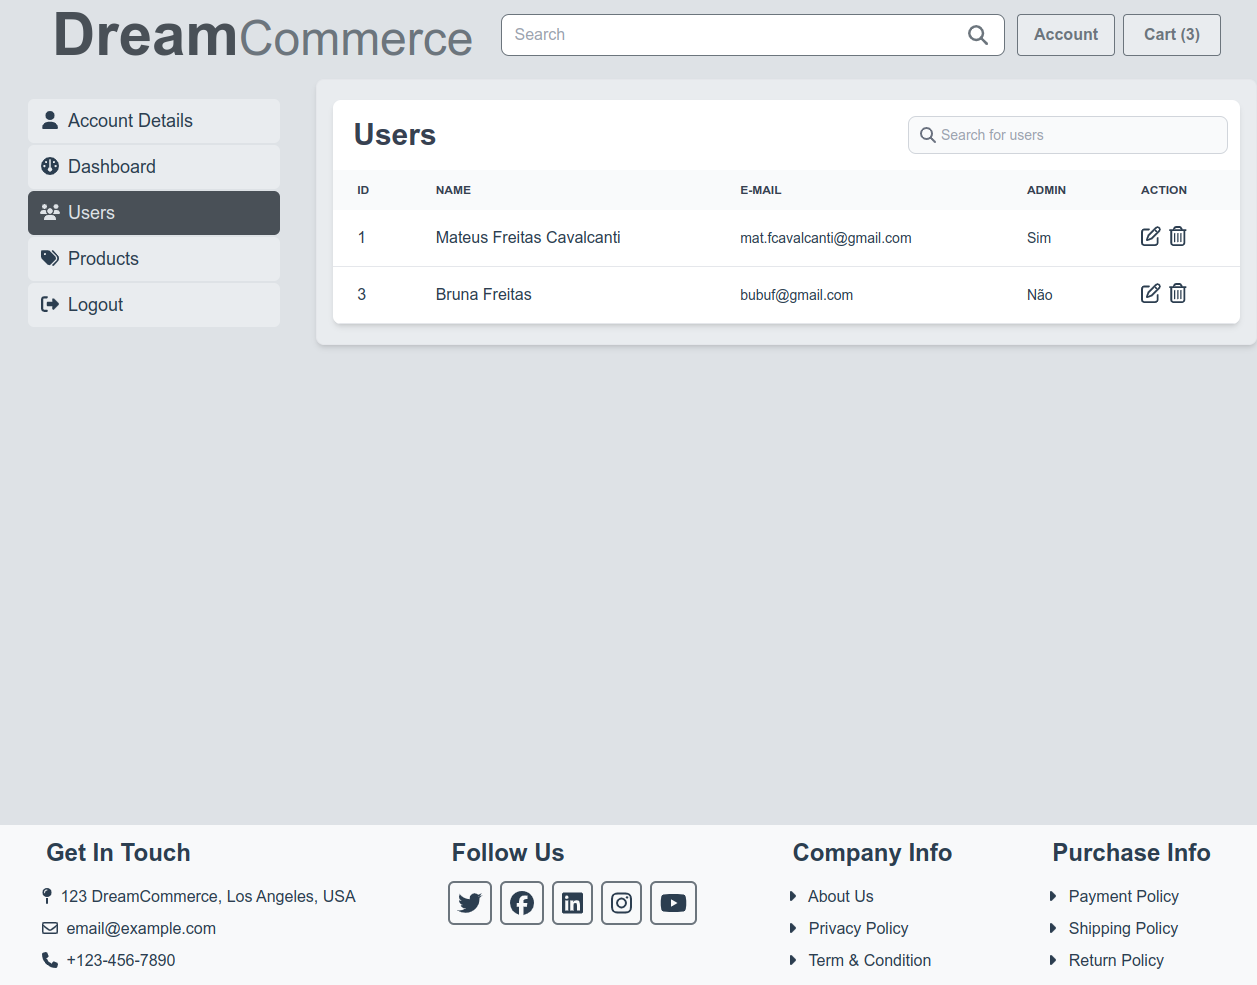 DreamCommerce
Search
Account
Cart (3)
Account Details
Dashboard
Users
Products
Logout
Users
Search for users
ID NAME E-MAIL ADMIN ACTION
1 Mateus Freitas Cavalcanti mat.fcavalcanti@gmail.com Sim
3 Bruna Freitas bubuf@gmail.com Não
Get In Touch
123 DreamCommerce, Los Angeles, USA
email@example.com
+123-456-7890
Follow Us
Company Info
About Us
Privacy Policy
Term & Condition
Purchase Info
Payment Policy
Shipping Policy
Return Policy